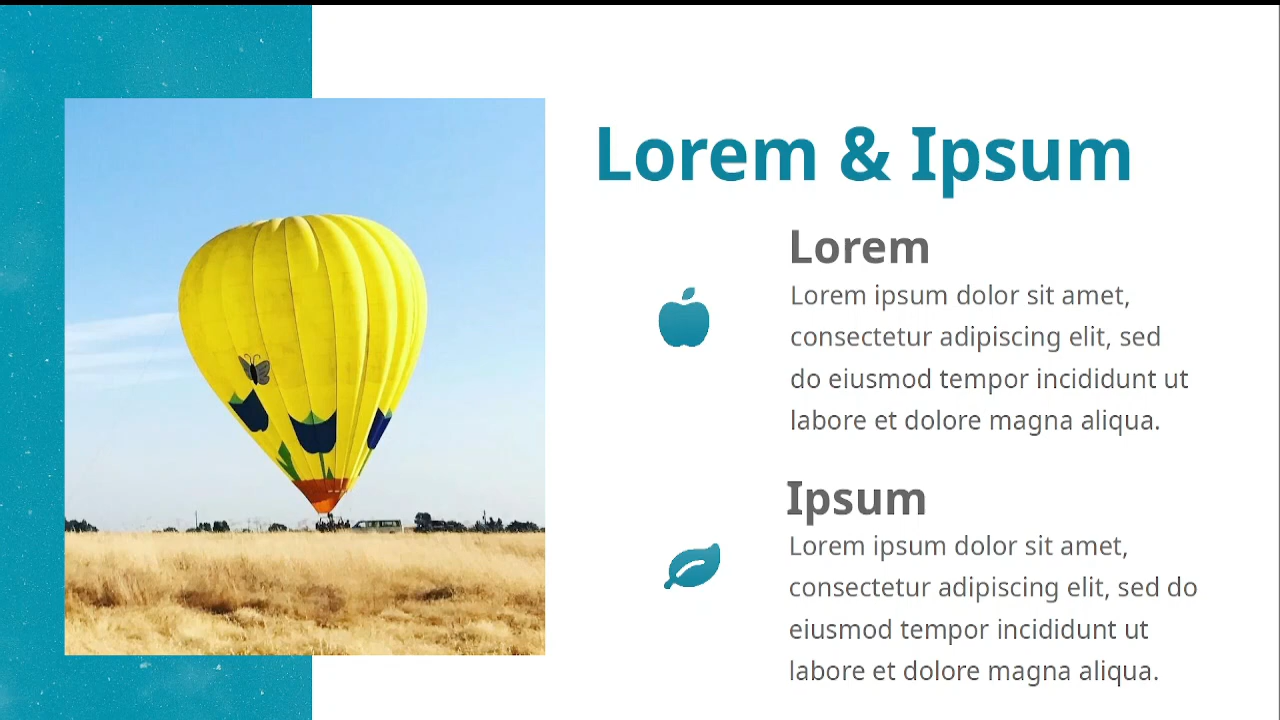 Lorem & Ipsum
Lorem
Lorem ipsum dolor sit amet,
consectetur adipiscing elit, sed
do eiusmod tempor incididunt ut
labore et dolore magna aliqua.
Ipsum
Lorem ipsum dolor sit amet,
consectetur adipiscing elit, sed do
eiusmod tempor incididunt ut
labore et dolore magna aliqua.